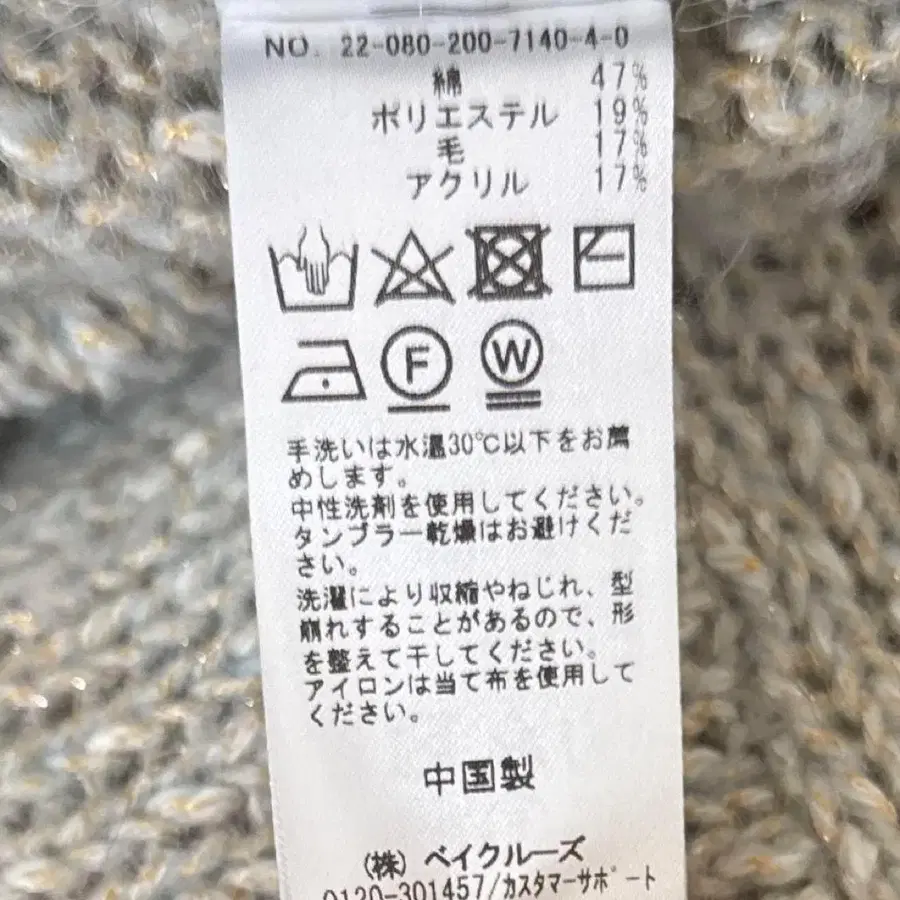 NO. 22-080-200-7140-4-0
綿 47%
ポリエステル 19%
毛 17%
アクリル 17%
F W
手洗いは水温30℃以下をお薦
めします。
中性洗剤を使用してください。
タンブラー乾燥はお避けくだ
さい。
洗濯により収縮やねじれ、型
崩れすることがあるので、形
を整えて干してください。
アイロンは当て布を使用して
ください。
中国製
(株) ベイクルーズ
0120-301457/カスタマーサポート